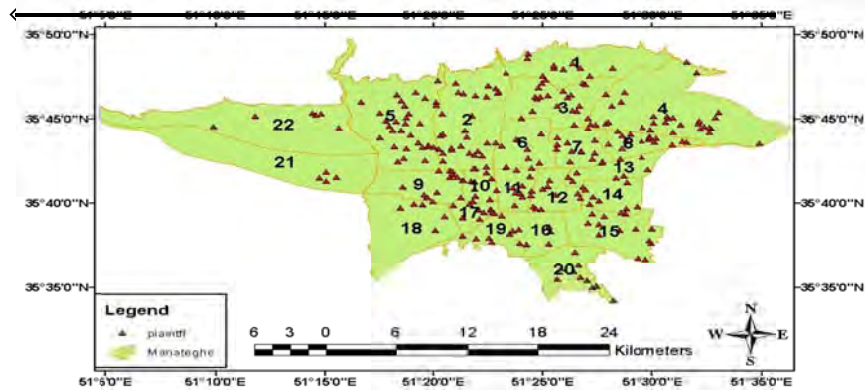 51°5'0"E 51°10'0"E 51°15'0"E 51°20'0"E 51°25'0"E 51°30'0"E 51°35'0"E
35°50'0"N 35°50'0"N
1
35°45'0"N 22 5 2 3 4 35°45'0"N
6 7 8
21
13
9 10 11 12 14
35°40'0"N 17 35°40'0"N
18 19 16 15
20
35°35'0"N 35°35'0"N
Legend
plaintiff
Manateghe
6 3 0 6 12 18 24
Kilometers
N
W E
S
51°5'0"E 51°10'0"E 51°15'0"E 51°20'0"E 51°25'0"E 51°30'0"E 51°35'0"E